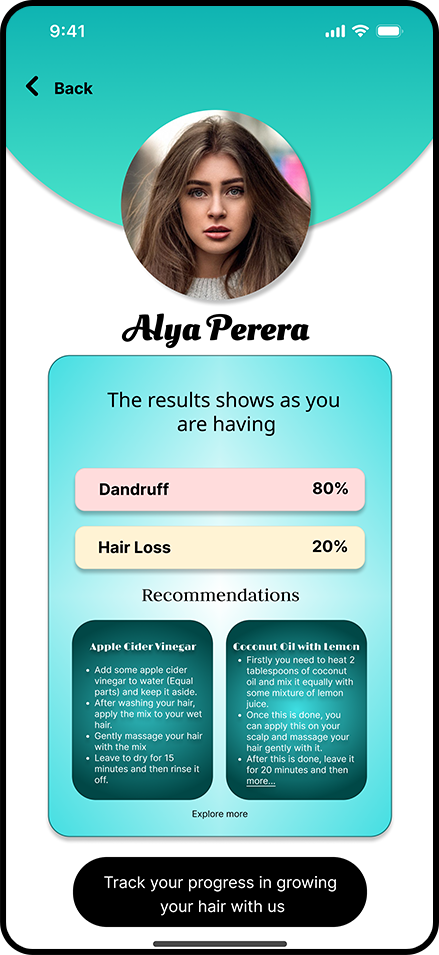 9:41
Back
Alya Perera
The results shows as you
are having
Dandruff 80%
Hair Loss 20%
Recommendations
Apple Cider Vinegar
• Add some apple cider
vinegar to water (Equal
parts) and keep it aside.
• After washing your hair,
apply the mix to your wet
hair.
• Gently massage your hair
with the mix
• Leave to dry for 15
minutes and then rinse it
off.
Coconut Oil with Lemon
• Firstly you need to heat 2
tablespoons of coconut
oil and mix it equally with
some mixture of lemon
juice.
• Once this is done, you
can apply this on your
scalp and massage your
hair gently with it.
• After this is done, leave it
for 20 minutes and then
more...
Explore more
Track your progress in growing
your hair with us